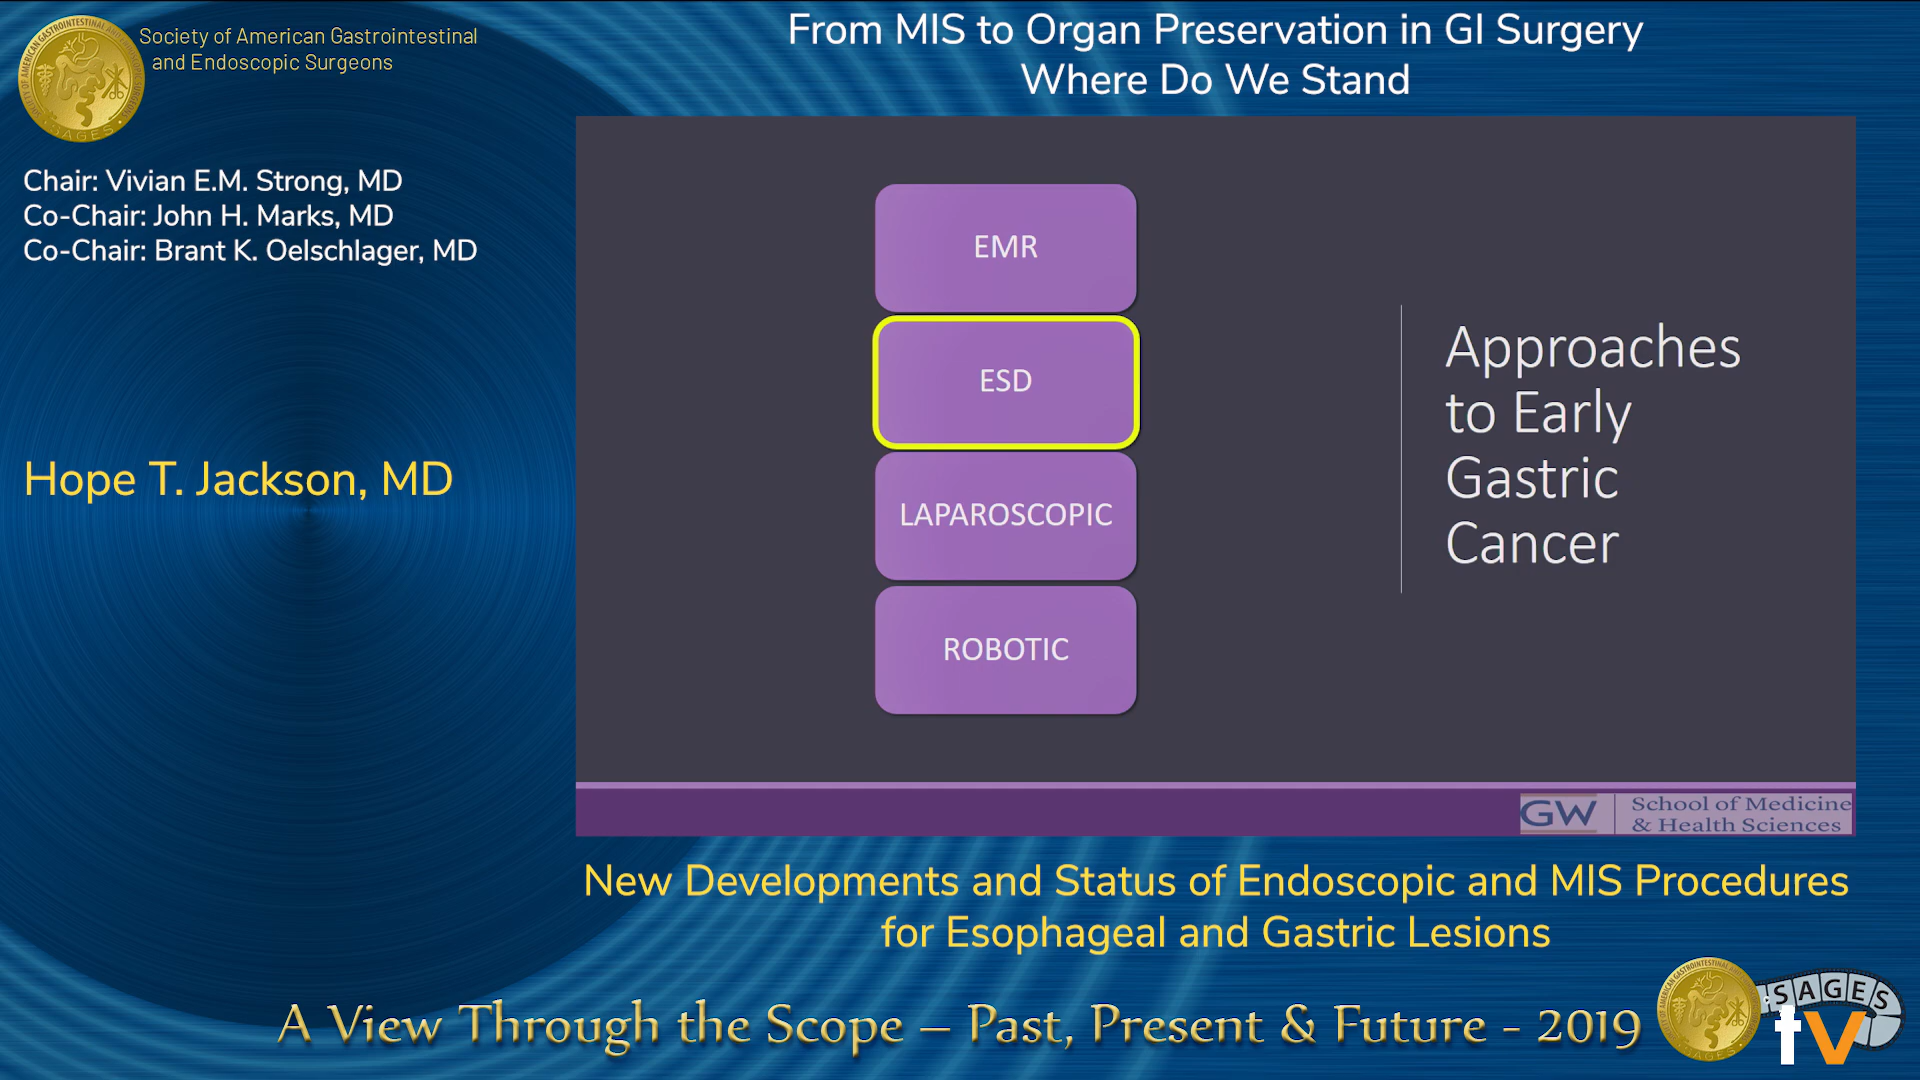 Society of American Gastrointestinal
and Endoscopic Surgeons
From MIS to Organ Preservation in GI Surgery
Where Do We Stand
Chair: Vivian E.M. Strong, MD
Co-Chair: John H. Marks, MD
Co-Chair: Brant K. Oelschlager, MD
Hope T. Jackson, MD
EMR
ESD
LAPAROSCOPIC
ROBOTIC
Approaches
to Early
Gastric
Cancer
GW
School of Medicine
& Health Sciences
New Developments and Status of Endoscopic and MIS Procedures
for Esophageal and Gastric Lesions
A View Through the Scope – Past, Present & Future - 2019
SAGES
tv